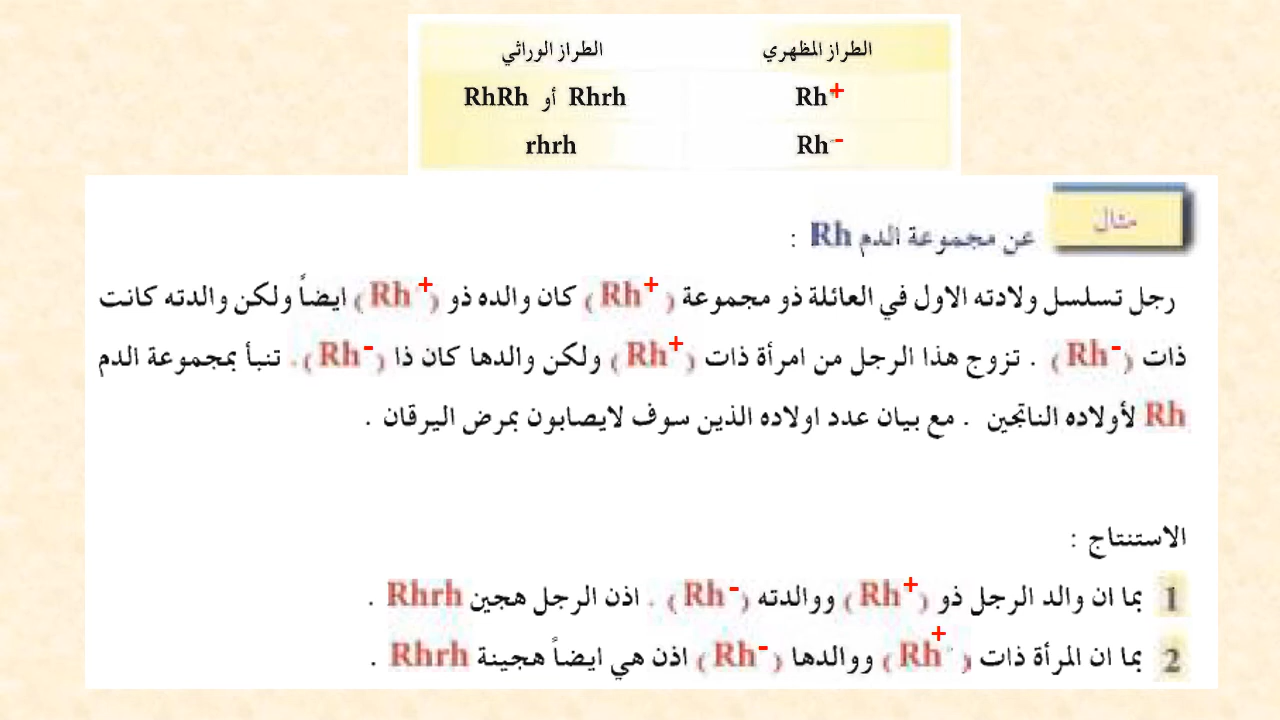 الطراز المظهري الطراز الوراثي
Rh+ RhRh أو Rhrh
Rh- rhrh
مثال
عن مجموعة الدم Rh :
رجل تسلسل ولادته الاول في العائلة ذو مجموعة (Rh+) كان والده ذو (Rh+) ايضاً ولكن والدته كانت
ذات (Rh-) . تزوج هذا الرجل من امرأة ذات (Rh+) ولكن والدها كان ذا (Rh-). تنبأ بمجموعة الدم
Rh لأولاده الناتجين . مع بيان عدد اولاده الذين سوف لايصابون بمرض اليرقان .
الاستنتاج :
1 بما ان والد الرجل ذو (Rh+) ووالدته (Rh-) . اذن الرجل هجين Rhrh .
2 بما ان المرأة ذات (Rh+) ووالدها (Rh-) اذن هي ايضاً هجينة Rhrh .